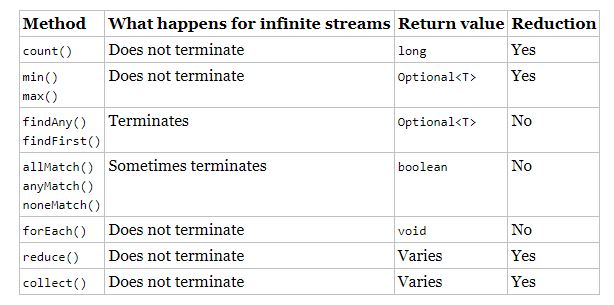 Method What happens for infinite streams Return value Reduction
count() Does not terminate long Yes
min() Does not terminate Optional<T> Yes
max()
findAny() Terminates Optional<T> No
findFirst()
allMatch() Sometimes terminates boolean No
anyMatch()
noneMatch()
forEach() Does not terminate void No
reduce() Does not terminate Varies Yes
collect() Does not terminate Varies Yes